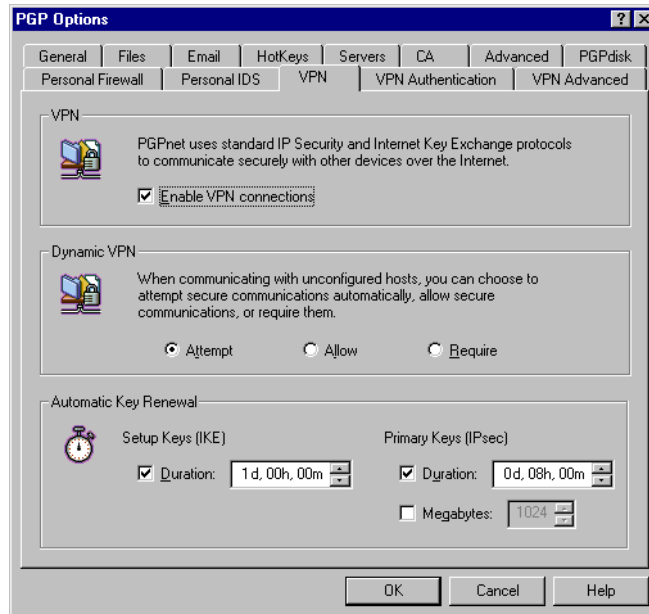 PGP Options
General Files Email HotKeys Servers CA Advanced PGPdisk
Personal Firewall Personal IDS VPN VPN Authentication VPN Advanced
VPN
PGPnet uses standard IP Security and Internet Key Exchange protocols
to communicate securely with other devices over the Internet.
Enable VPN connections
Dynamic VPN
When communicating with unconfigured hosts, you can choose to
attempt secure communications automatically, allow secure
communications, or require them.
Attempt Allow Require
Automatic Key Renewal
Setup Keys (IKE) Primary Keys (IPsec)
Duration: 1d, 00h, 00m Duration: 0d, 08h, 00m
Megabytes: 1024
OK Cancel Help